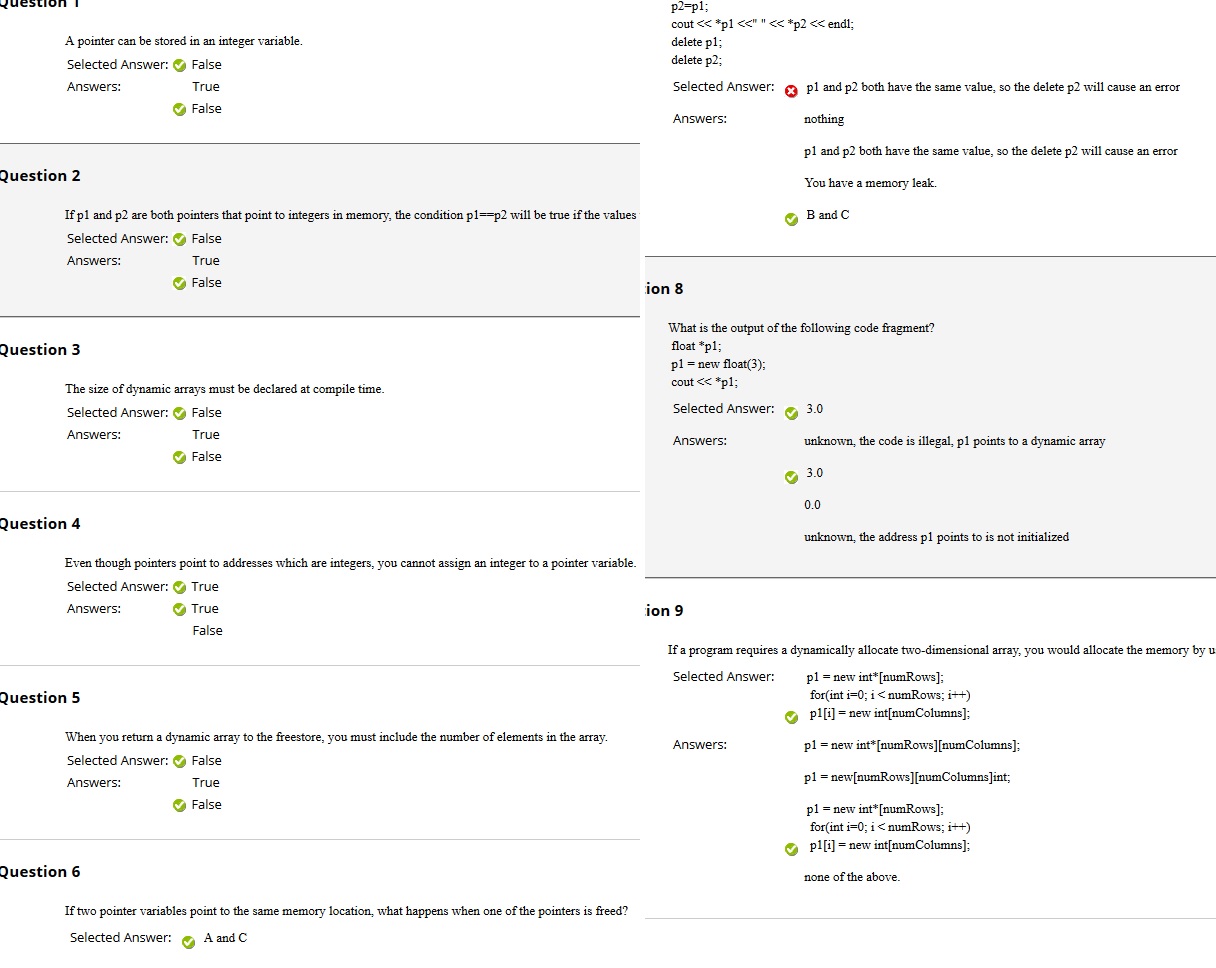 Question 1
A pointer can be stored in an integer variable.
Selected Answer: False
Answers: True
False
Question 2
If p1 and p2 are both pointers that point to integers in memory, the condition p1==p2 will be true if the values
Selected Answer: False
Answers: True
False
Question 3
The size of dynamic arrays must be declared at compile time.
Selected Answer: False
Answers: True
False
Question 4
Even though pointers point to addresses which are integers, you cannot assign an integer to a pointer variable.
Selected Answer: True
Answers: True
False
Question 5
When you return a dynamic array to the freestore, you must include the number of elements in the array.
Selected Answer: False
Answers: True
False
Question 6
If two pointer variables point to the same memory location, what happens when one of the pointers is freed?
Selected Answer: A and C
p2=p1;
cout << *p1 <<" " << *p2 << endl;
delete p1;
delete p2;
Selected Answer: p1 and p2 both have the same value, so the delete p2 will cause an error
Answers: nothing
p1 and p2 both have the same value, so the delete p2 will cause an error
You have a memory leak.
B and C
ion 8
What is the output of the following code fragment?
float *p1;
p1 = new float(3);
cout << *p1;
Selected Answer: 3.0
Answers: unknown, the code is illegal, p1 points to a dynamic array
3.0
0.0
unknown, the address p1 points to is not initialized
ion 9
If a program requires a dynamically allocate two-dimensional array, you would allocate the memory by u
Selected Answer: p1 = new int*[numRows];
for(int i=0; i < numRows; i++)
p1[i] = new int[numColumns];
Answers: p1 = new int*[numRows][numColumns];
p1 = new[numRows][numColumns]int;
p1 = new int*[numRows];
for(int i=0; i < numRows; i++)
p1[i] = new int[numColumns];
none of the above.